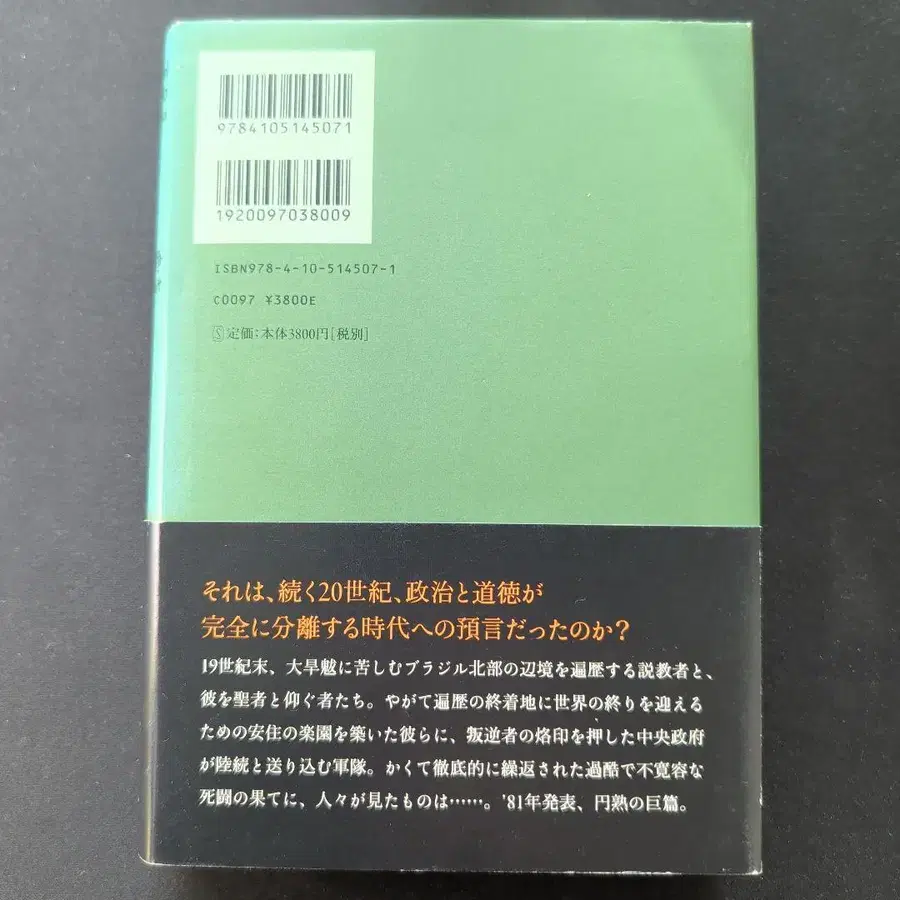 9784105145071
1920097038009
ISBN978-4-10-514507-1
C0097 ¥3800E
S 定価:本体3800円[税別]
それは、続く20世紀、政治と道徳が
完全に分離する時代への預言だったのか?
19世紀末、大旱魃に苦しむブラジル北部の辺境を遍歴する説教者と、
彼を聖者と仰ぐ者たち。やがて遍歴の終着地に世界の終りを迎える
ための安住の楽園を築いた彼らに、叛逆者の烙印を押した中央政府
が陸続と送り込む軍隊。かくて徹底的に繰返された過酷で不寛容な
死闘の果てに、人々が見たものは……。'81年発表、円熟の巨篇。